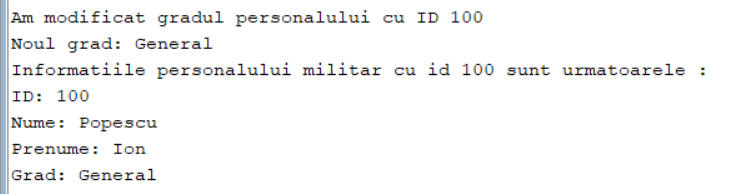 Am modificat gradul personalului cu ID 100
Noul grad: General
Informatiile personalului militar cu id 100 sunt urmatoarele :
ID: 100
Nume: Popescu
Prenume: Ion
Grad: General